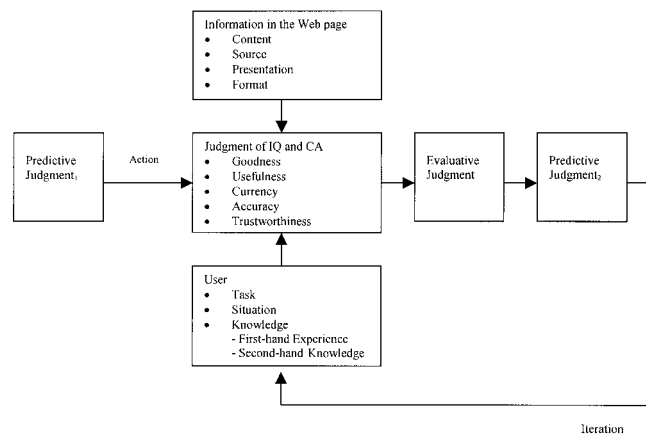 Information in the Web page
• Content
• Source
• Presentation
• Format
Predictive
Judgment₁
Action
Judgment of IQ and CA
• Goodness
• Usefulness
• Currency
• Accuracy
• Trustworthiness
Evaluative
Judgment
Predictive
Judgment₂
User
• Task
• Situation
• Knowledge
- First-hand Experience
- Second-hand Knowledge
Iteration